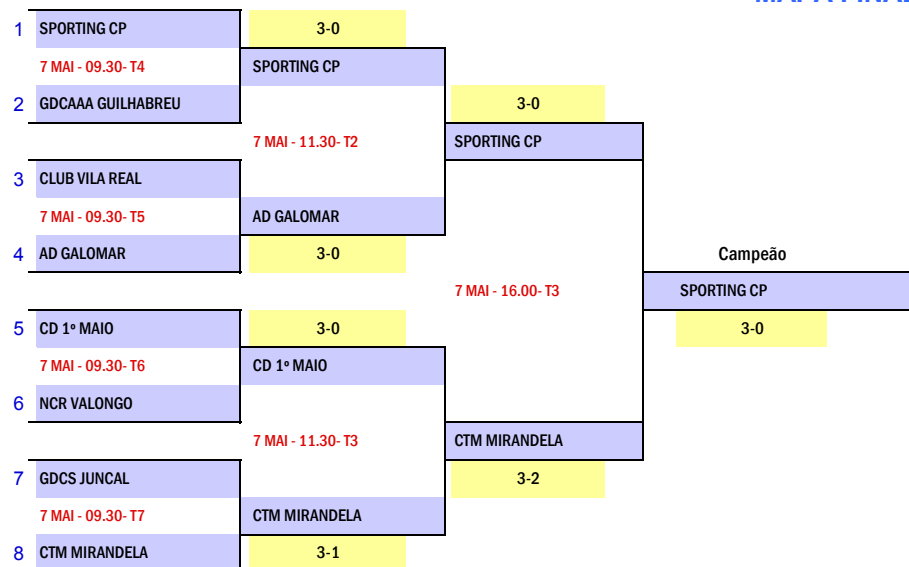 1 SPORTING CP 3-0
7 MAI - 09.30- T4 SPORTING CP
2 GDCAAA GUILHABREU 3-0
7 MAI - 11.30- T2 SPORTING CP
3 CLUB VILA REAL
7 MAI - 09.30- T5 AD GALOMAR
4 AD GALOMAR 3-0 Campeão
7 MAI - 16.00- T3 SPORTING CP
5 CD 1º MAIO 3-0 3-0
7 MAI - 09.30- T6 CD 1º MAIO
6 NCR VALONGO
7 MAI - 11.30- T3 CTM MIRANDELA
7 GDCS JUNCAL 3-2
7 MAI - 09.30- T7 CTM MIRANDELA
8 CTM MIRANDELA 3-1